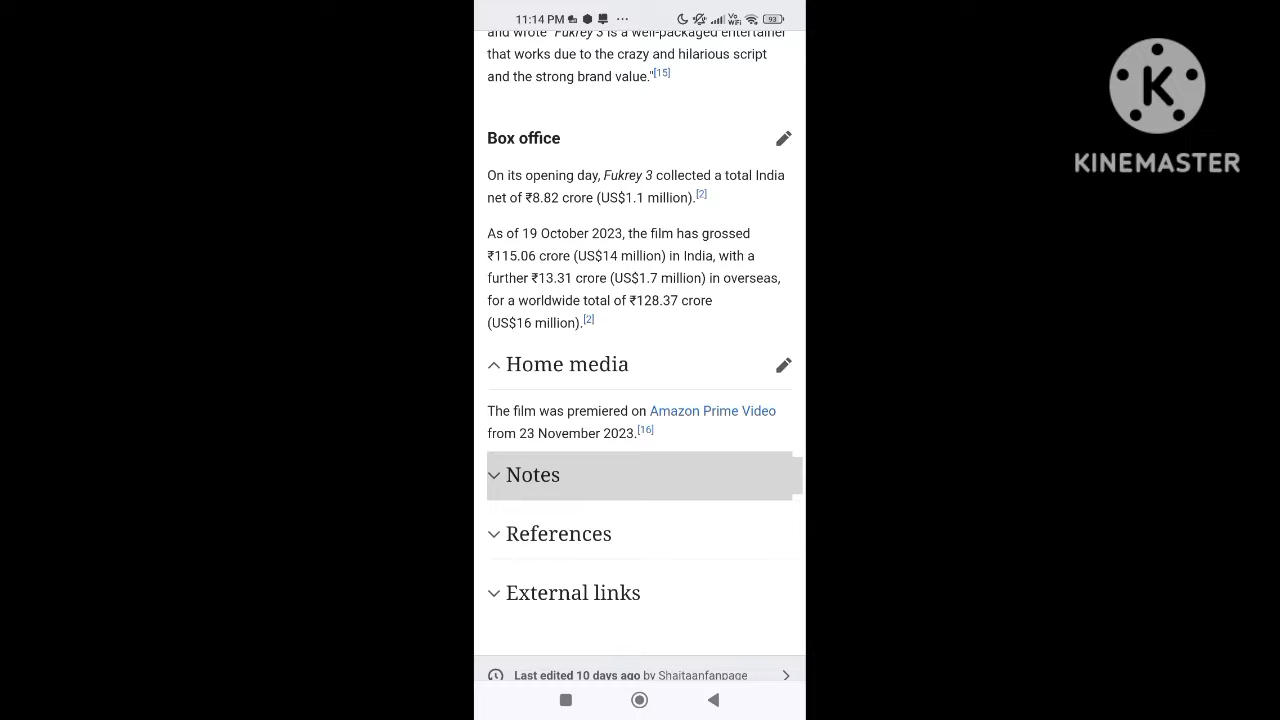 11:14 PM ... Vo WiFi 93
and wrote "Fukrey 3 is a well-packaged entertainer
that works due to the crazy and hilarious script
and the strong brand value."[15]
Box office
On its opening day, Fukrey 3 collected a total India
net of ₹8.82 crore (US$1.1 million).[2]
As of 19 October 2023, the film has grossed
₹115.06 crore (US$14 million) in India, with a
further ₹13.31 crore (US$1.7 million) in overseas,
for a worldwide total of ₹128.37 crore
(US$16 million).[2]
Home media
The film was premiered on Amazon Prime Video
from 23 November 2023.[16]
Notes
References
External links
Last edited 10 days ago by Shaitaanfanpage
K
KINEMASTER